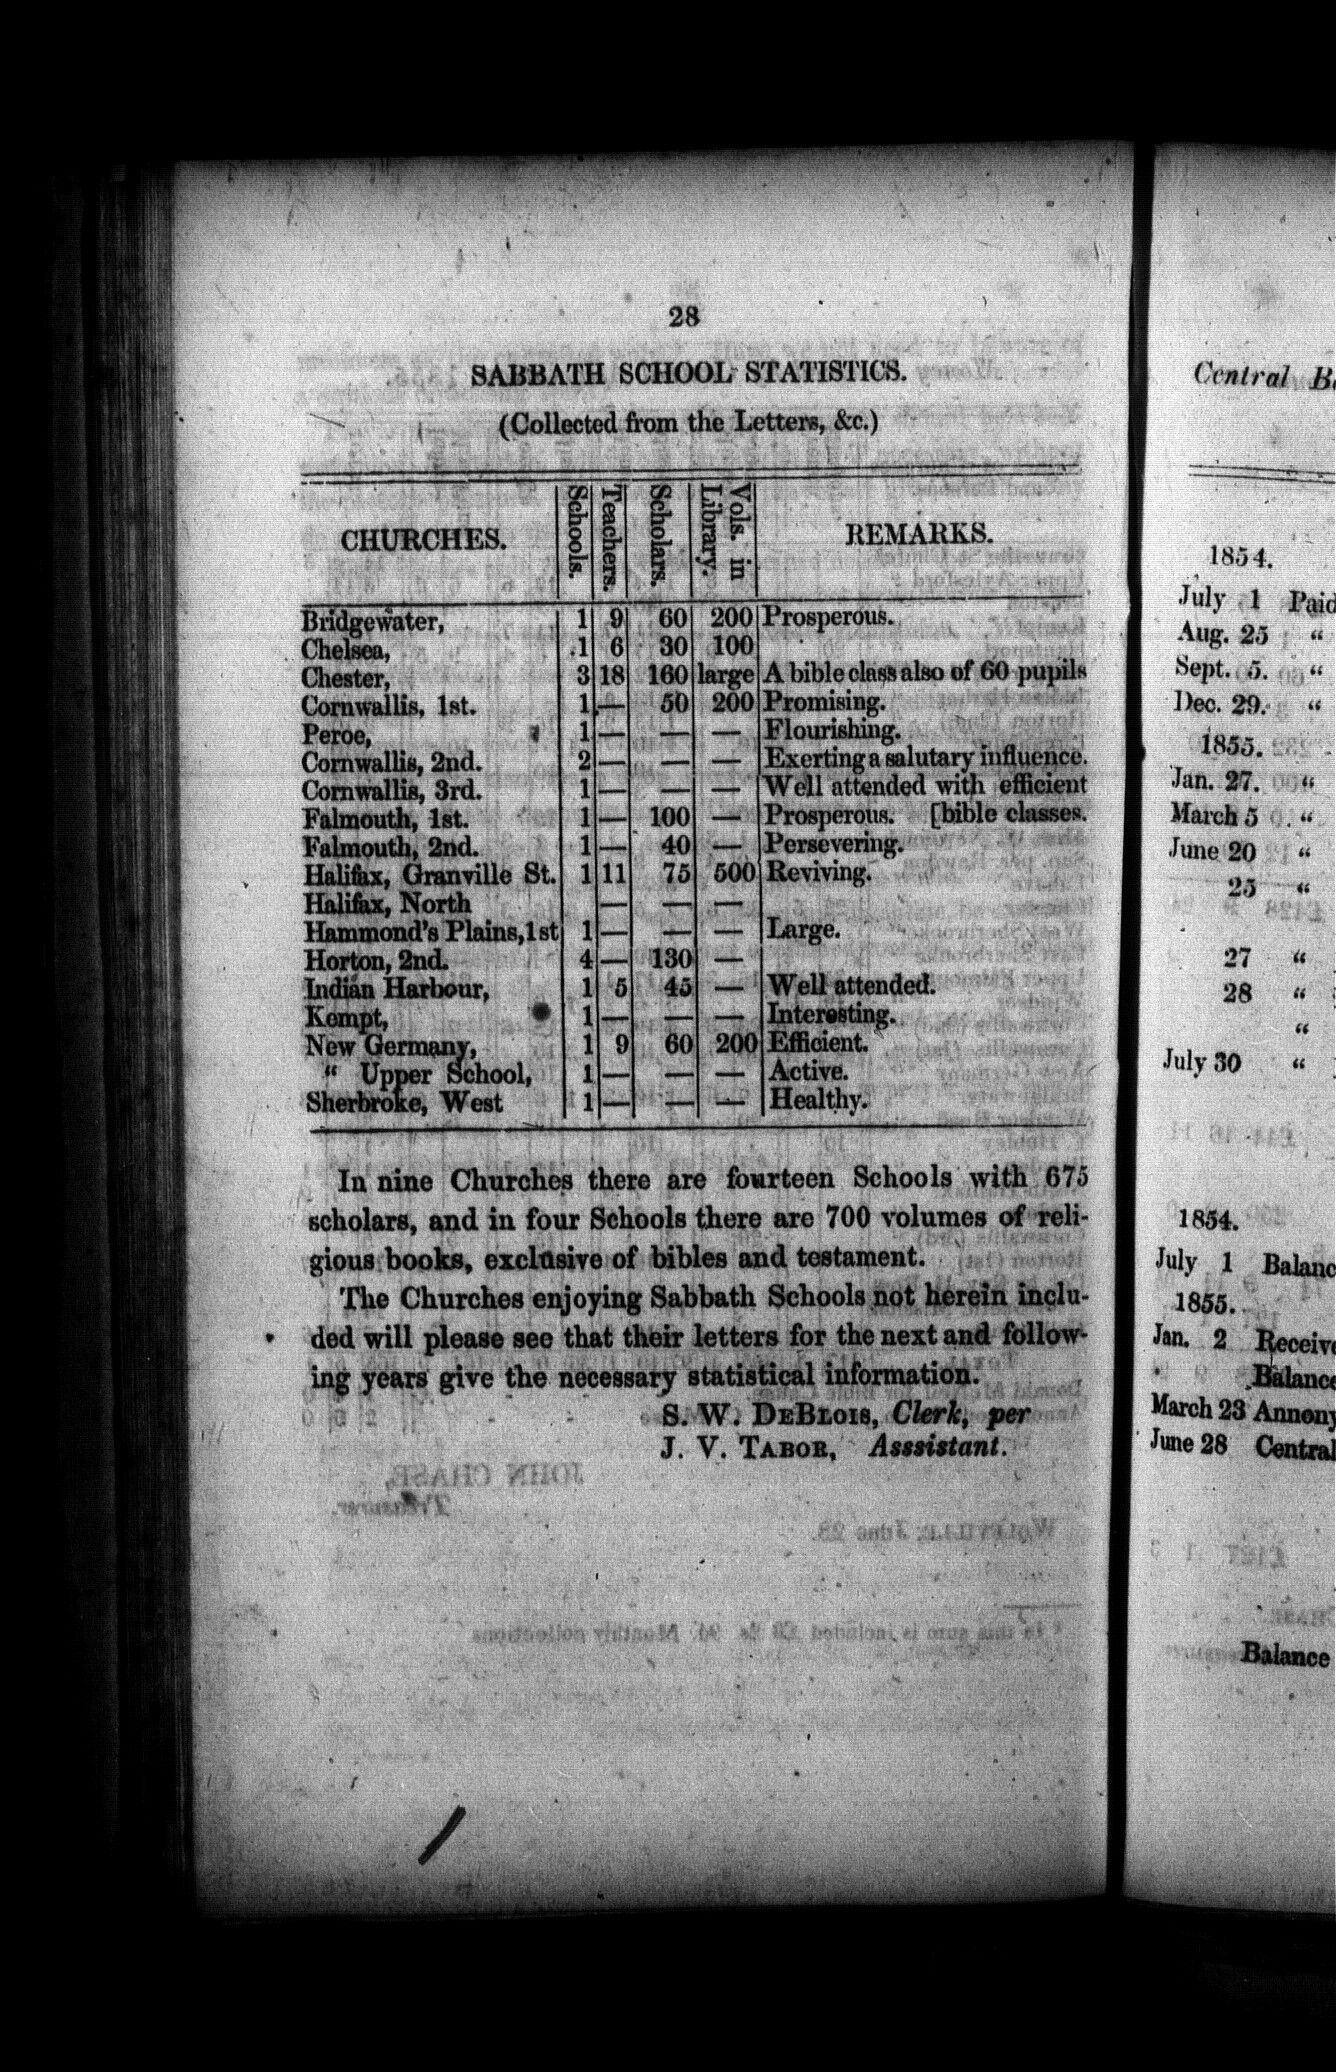 28
SABBATH SCHOOL STATISTICS.
(Collected from the Letters, &c.)
CHURCHES. Schools. Teachers. Scholars. Vols. in Library. REMARKS.
Bridgewater, 1 9 60 200 Prosperous.
Chelsea, 1 6 30 100
Chester, 3 18 160 large A bible class also of 60 pupils
Cornwallis, 1st. 1 — 50 200 Promising.
Peroe, 1 — — — Flourishing.
Cornwallis, 2nd. 2 — — — Exerting a salutary influence.
Cornwallis, 3rd. 1 — — — Well attended with efficient
Falmouth, 1st. 1 — 100 — Prosperous. [bible classes.
Falmouth, 2nd. 1 — 40 — Persevering.
Halifax, Granville St. 1 11 75 500 Reviving.
Halifax, North — — —
Hammond's Plains, 1st 1 — — — Large.
Horton, 2nd. 4 — 130 —
Indian Harbour, 1 5 45 — Well attended.
Kempt, 1 — — — Interesting.
New Germany, 1 9 60 200 Efficient.
" Upper School, 1 — — — Active.
Sherbroke, West 1 — — — Healthy.
In nine Churches there are fourteen Schools with 675
scholars, and in four Schools there are 700 volumes of reli-
gious books, exclusive of bibles and testament.
The Churches enjoying Sabbath Schools not herein inclu-
ded will please see that their letters for the next and follow-
ing years give the necessary statistical information.
S. W. DEBLOIS, Clerk, per
J. V. TABOR, Asssistant.
Central
1854.
July 1 Paid
Aug. 25 "
Sept. 5. "
Dec. 29. "
1855.
Jan. 27. "
March 5 "
June 20 "
25 "
27 "
28 "
"
July 30 "
1854.
July 1 Balanc
1855.
Jan. 2 Receive
Balance
March 23 Annony
June 28 Central
Balance